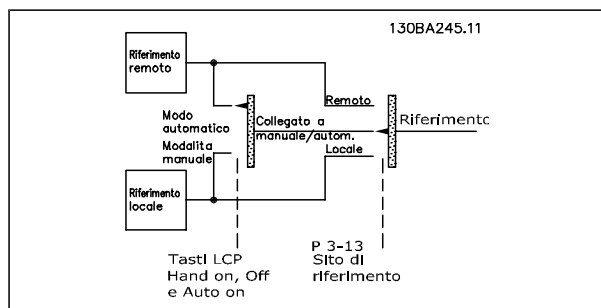 130BA245.11
Riferimento
remoto
Remoto
Modo
automatico
Collegato a
manuale/autom.
Riferimento
Modalita
manuale
Locale
Riferimento
locale
Tasti LCP
Hand on, Off
e Auto on
P 3-13
Sito di
riferimento